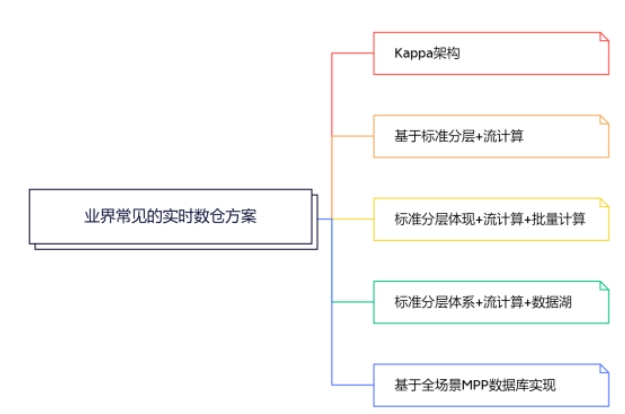 Kappa架构
基于标准分层+流计算
业界常见的实时数仓方案
标准分层体现+流计算+批量计算
标准分层体系+流计算+数据湖
基于全场景MPP数据库实现